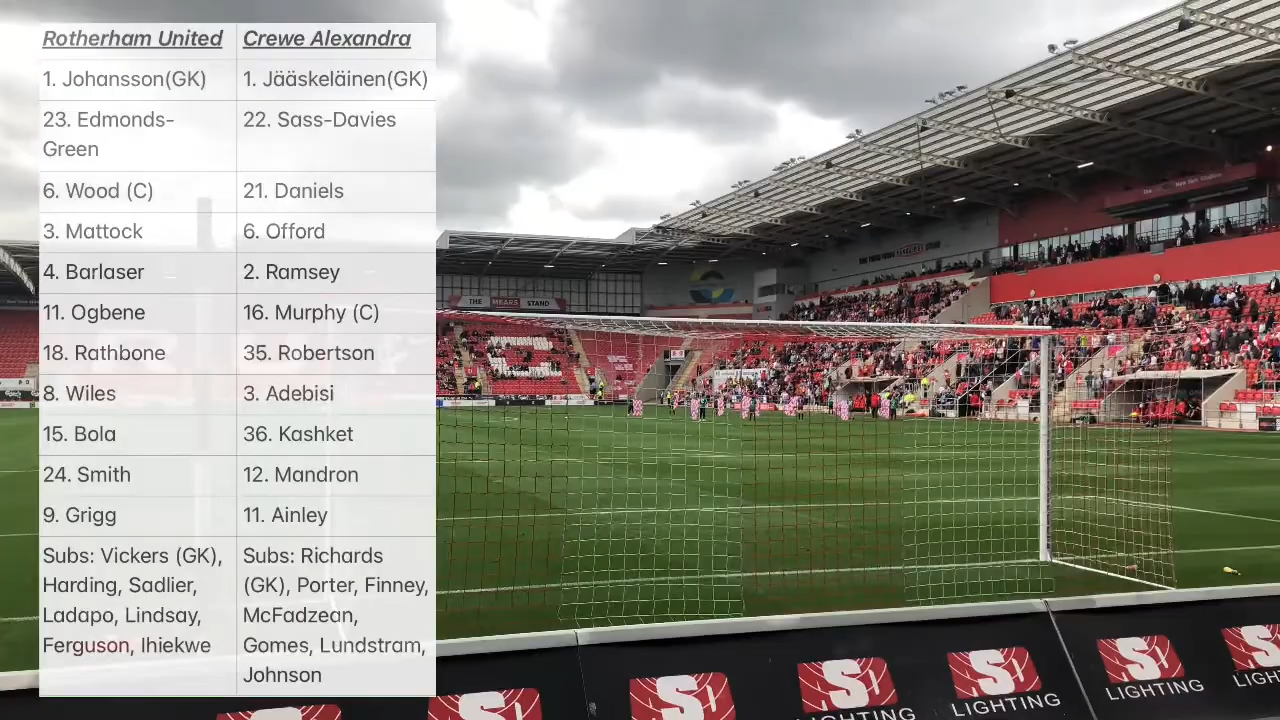 Rotherham United
Crewe Alexandra
1. Johansson(GK)
1. Jääskeläinen(GK)
23. Edmonds-
Green
22. Sass-Davies
6. Wood (C)
21. Daniels
3. Mattock
6. Offord
4. Barlaser
2. Ramsey
11. Ogbene
16. Murphy (C)
18. Rathbone
35. Robertson
8. Wiles
3. Adebisi
15. Bola
36. Kashket
24. Smith
12. Mandron
9. Grigg
11. Ainley
Subs: Vickers (GK),
Harding, Sadlier,
Ladapo, Lindsay,
Ferguson, Ihiekwe
Subs: Richards
(GK), Porter, Finney,
McFadzean,
Gomes, Lundstram,
Johnson
THE MEARS STAND
LIGHTING
LIGHTING
LIGHTING